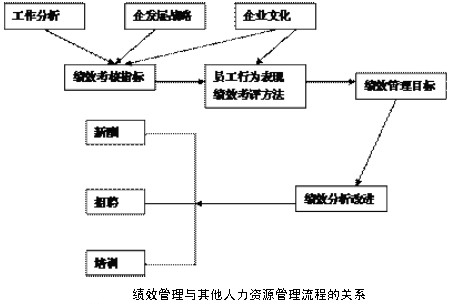 工作分析
企发展战略
企业文化
绩效考核指标
员工行为表现
绩效考评方法
绩效管理目标
薪酬
招聘
绩效分析改进
培训
绩效管理与其他人力资源管理流程的关系